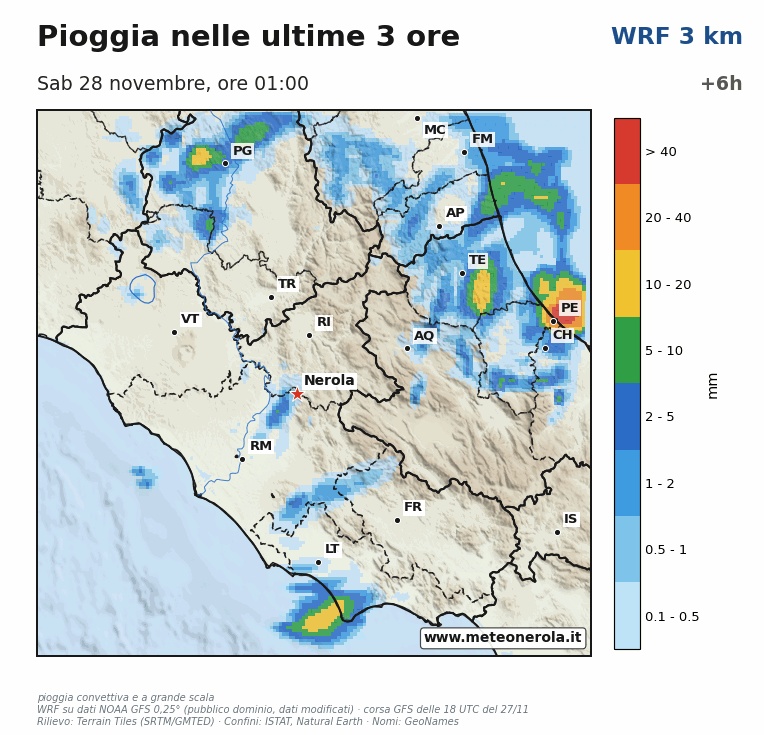 Pioggia nelle ultime 3 ore
WRF 3 km
Sab 28 novembre, ore 01:00
+6h
MC
FM
PG
AP
TE
TR
PE
VT
RI
AQ
CH
Nerola
RM
FR
IS
LT
www.meteonerola.it
> 40
20 - 40
10 - 20
5 - 10
2 - 5
1 - 2
0.5 - 1
0.1 - 0.5
mm
pioggia convettiva e a grande scala
WRF su dati NOAA GFS 0,25° (pubblico dominio, dati modificati) · corsa GFS delle 18 UTC del 27/11
Rilievo: Terrain Tiles (SRTM/GMTED) · Confini: ISTAT, Natural Earth · Nomi: GeoNames